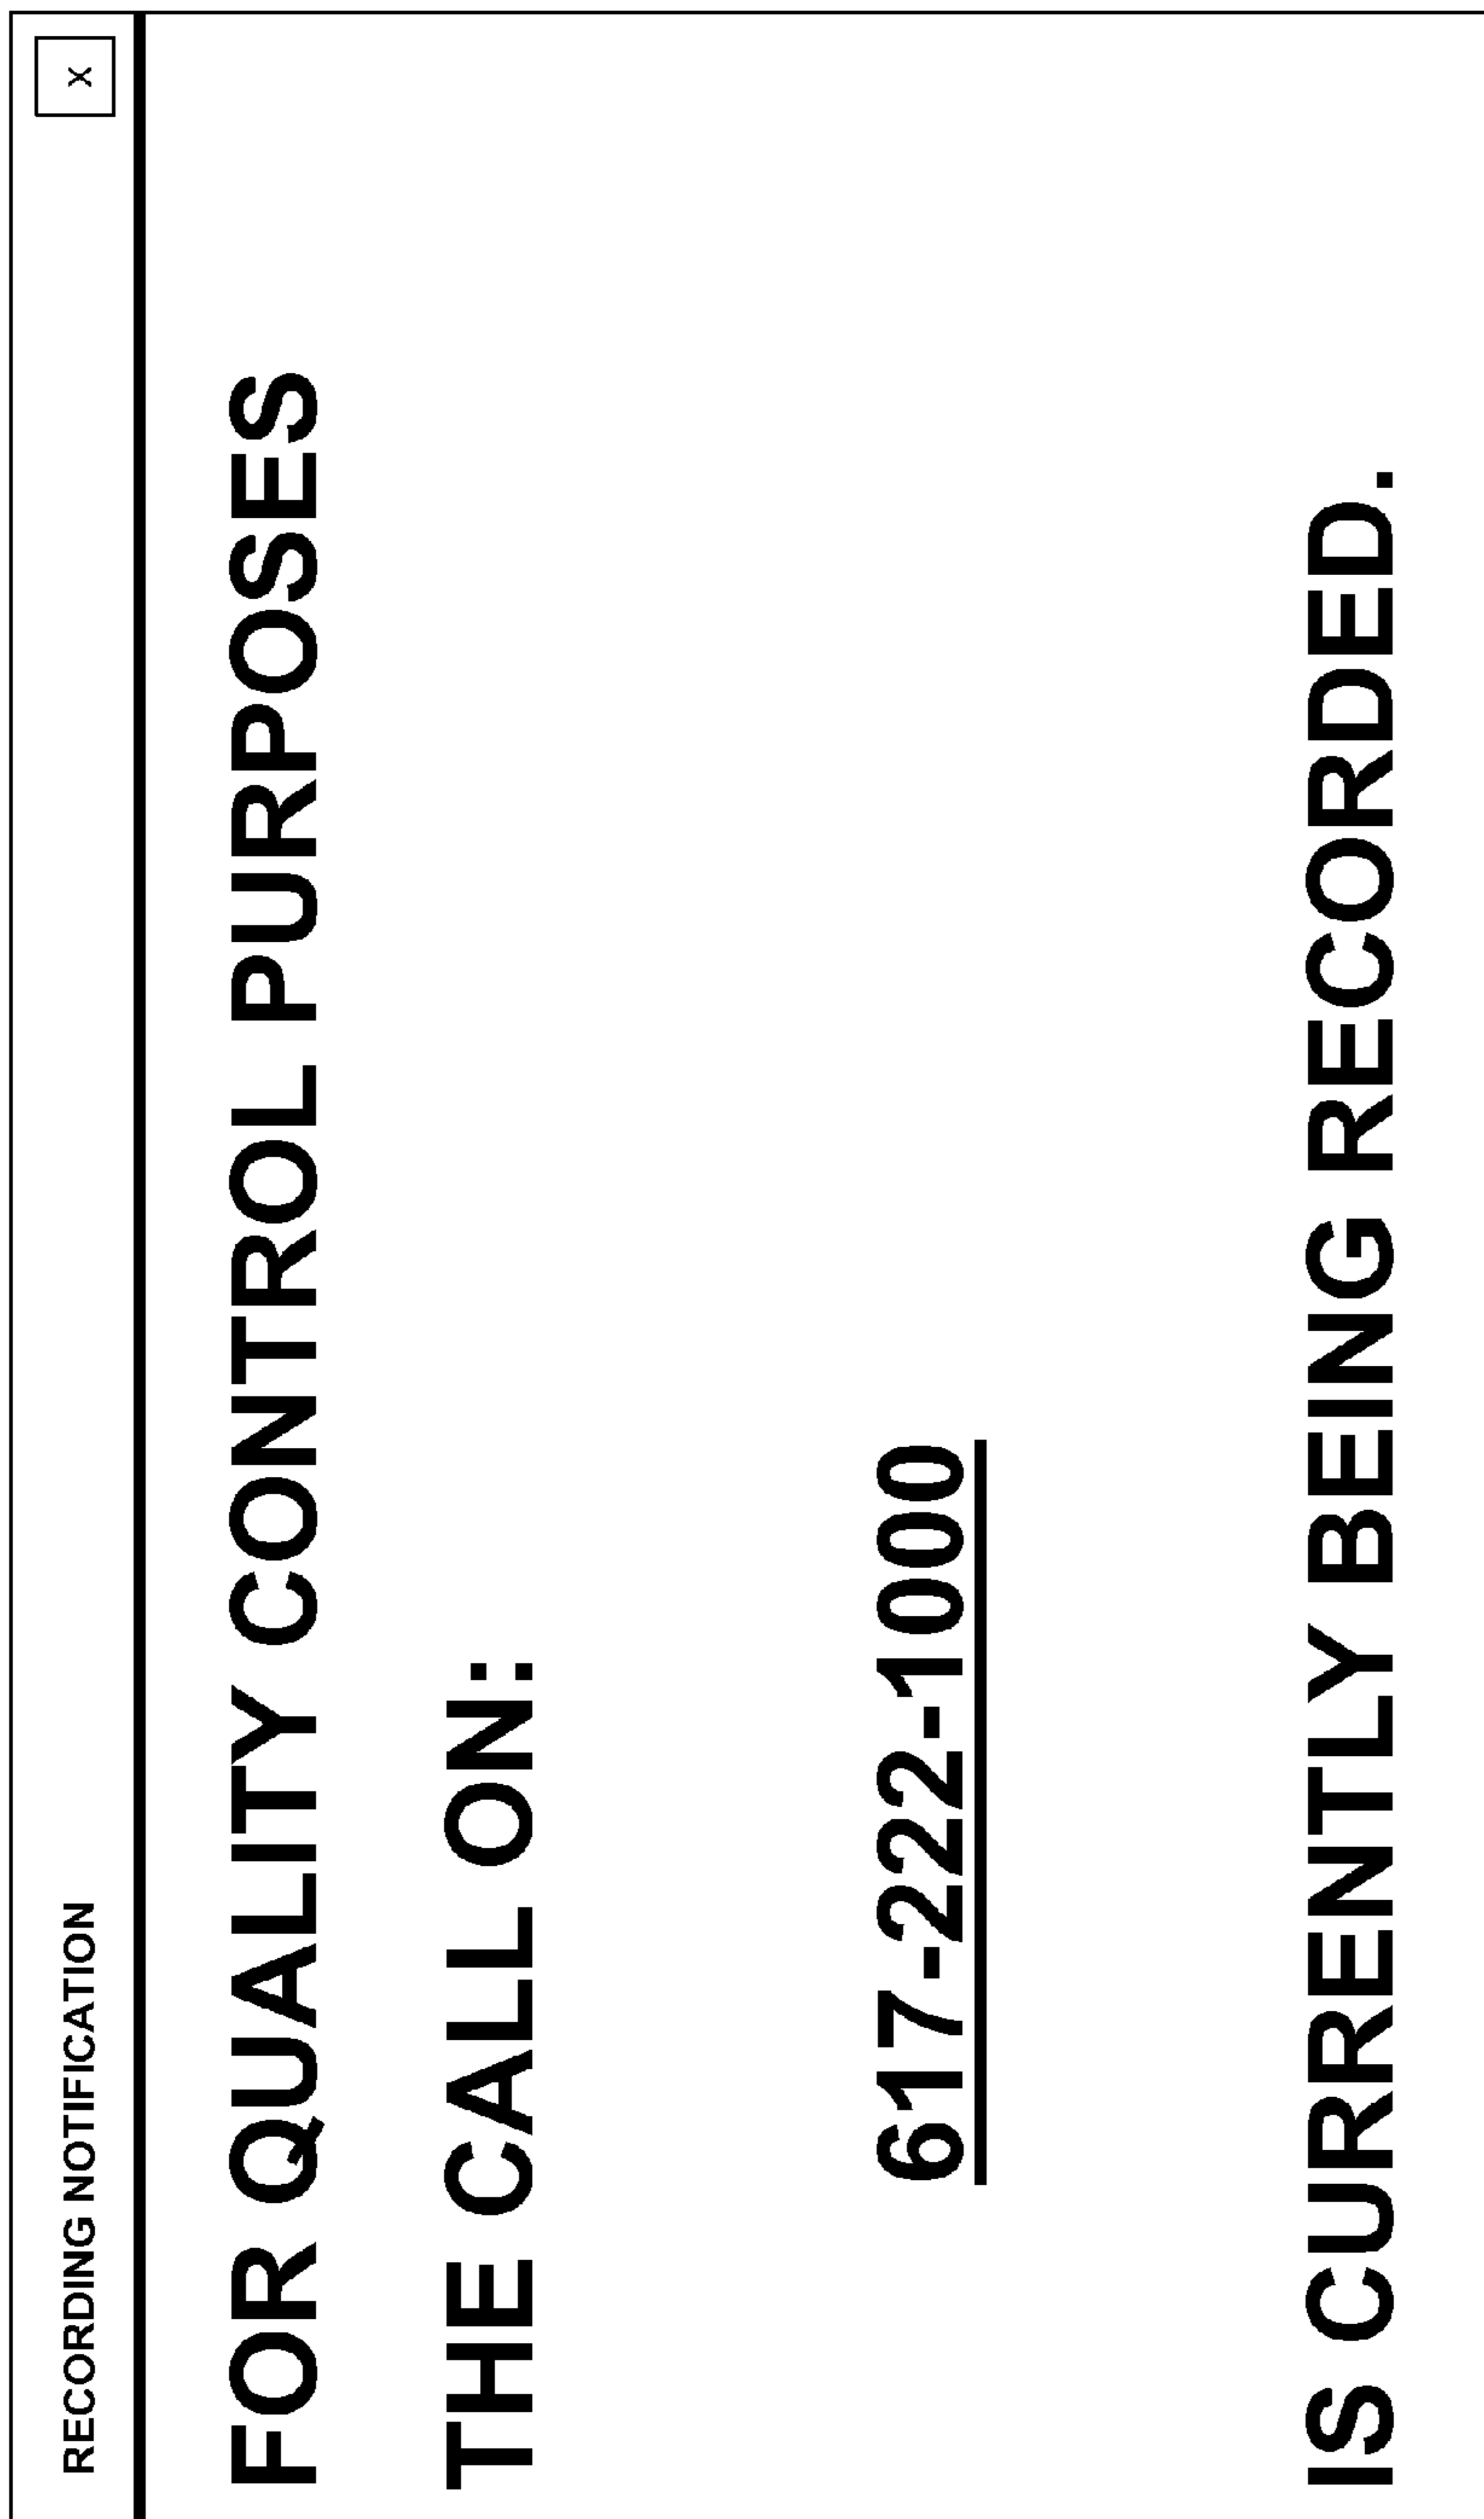 RECORDING NOTIFICATION
X
FOR QUALITY CONTROL PURPOSES
THE CALL ON:
617-222-1000
IS CURRENTLY BEING RECORDED.